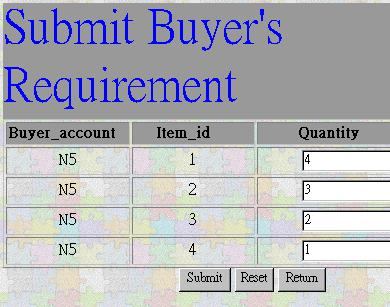 Submit Buyer's
Requirement
Buyer_account Item_id Quantity
N5 1 4
N5 2 3
N5 3 2
N5 4 1
Submit Reset Return